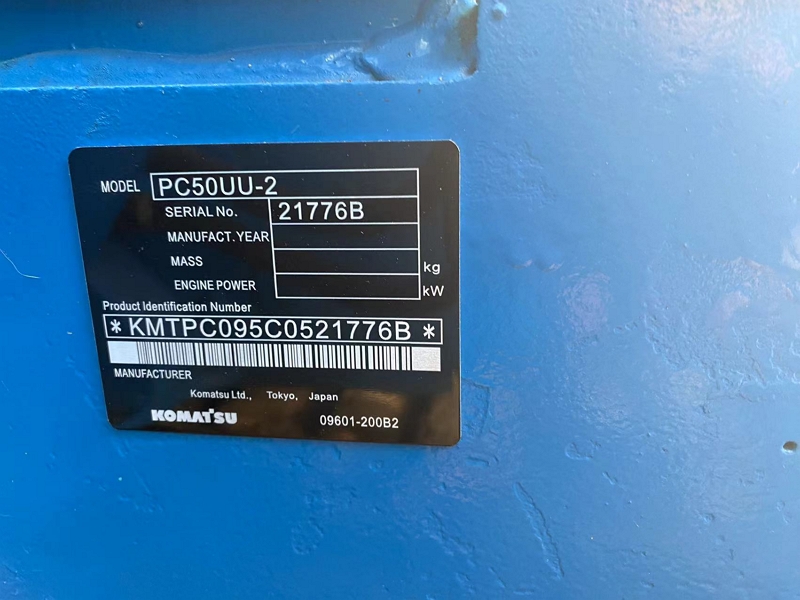 MODEL PC50UU-2
SERIAL No. 21776B
MANUFACT. YEAR
MASS kg
ENGINE POWER kW
Product Identification Number
*KMTPC095C0521776B*
MANUFACTURER
Komatsu Ltd., Tokyo, Japan
KOMATSU 09601-200B2